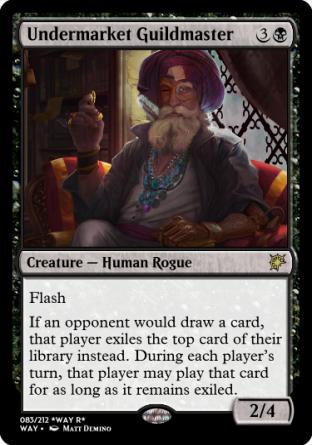 Undermarket Guildmaster 3
Creature — Human Rogue
Flash
If an opponent would draw a card,
that player exiles the top card of their
library instead. During each player's
turn, that player may play that card
for as long as it remains exiled.
2/4
083/212 *WAY R*
WAY • Matt Demino